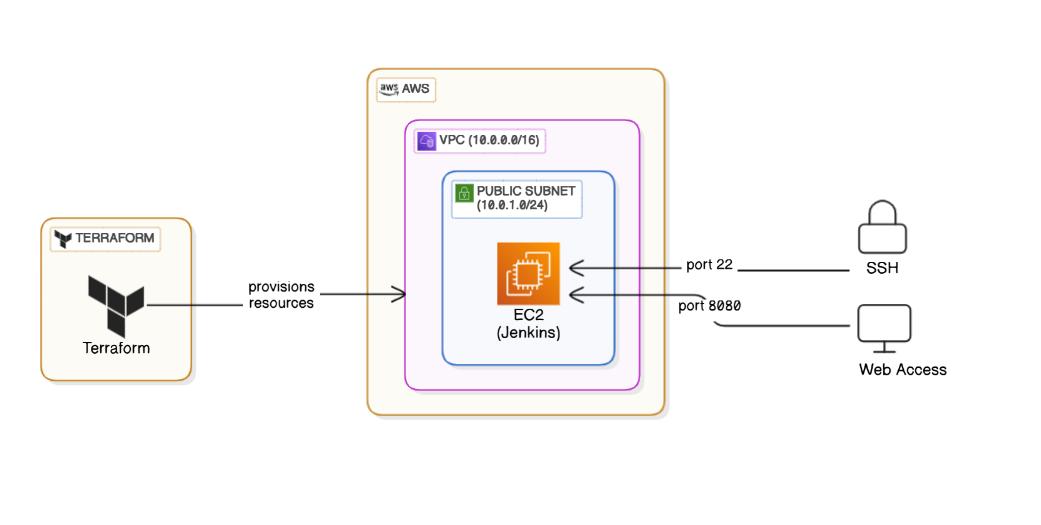 aws AWS
VPC (10.0.0.0/16)
PUBLIC SUBNET
(10.0.1.0/24)
TERRAFORM
Terraform
provisions
resources
EC2
(Jenkins)
port 22
port 8080
SSH
Web Access